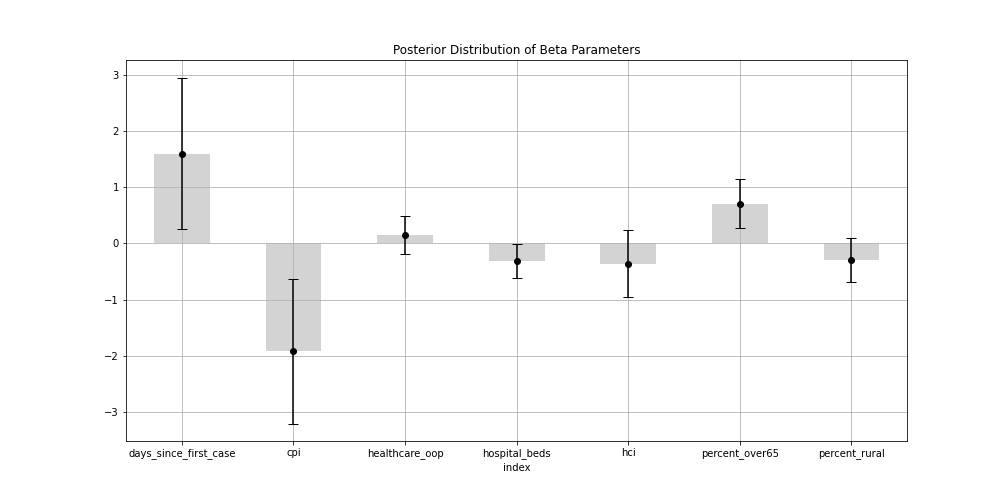 Posterior Distribution of Beta Parameters
3
2
1
0
−1
−2
−3
days_since_first_case cpi healthcare_oop hospital_beds hci percent_over65 percent_rural
index